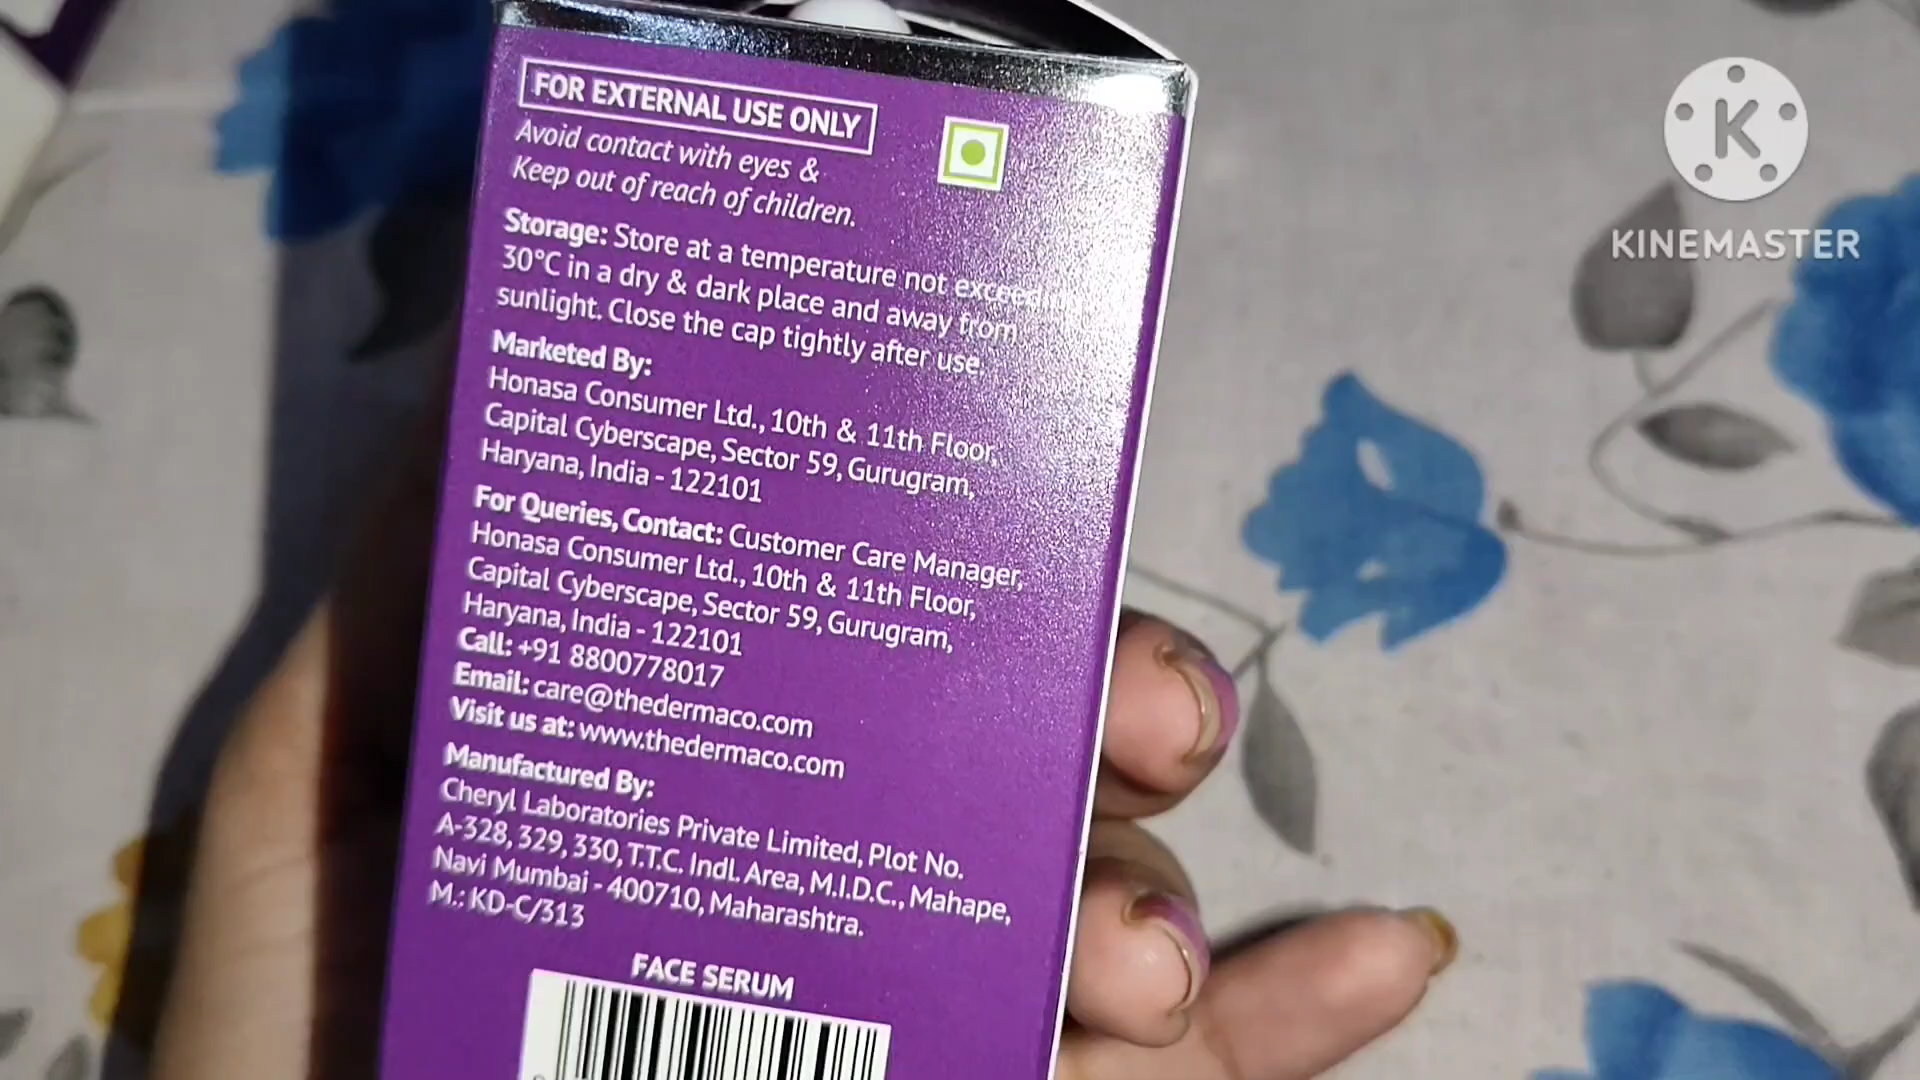 FOR EXTERNAL USE ONLY
Avoid contact with eyes &
Keep out of reach of children.
Storage: Store at a temperature not exceeding
30°C in a dry & dark place and away from
sunlight. Close the cap tightly after use.
Marketed By:
Honasa Consumer Ltd., 10th & 11th Floor,
Capital Cyberscape, Sector 59, Gurugram,
Haryana, India - 122101
For Queries, Contact: Customer Care Manager,
Honasa Consumer Ltd., 10th & 11th Floor,
Capital Cyberscape, Sector 59, Gurugram,
Haryana, India - 122101
Call: +91 8800778017
Email: care@thedermaco.com
Visit us at: www.thedermaco.com
Manufactured By:
Cheryl Laboratories Private Limited, Plot No.
A-328, 329, 330, T.T.C. Indl. Area, M.I.D.C., Mahape,
Navi Mumbai - 400710, Maharashtra.
M.: KD-C/313
FACE SERUM
K
KINEMASTER